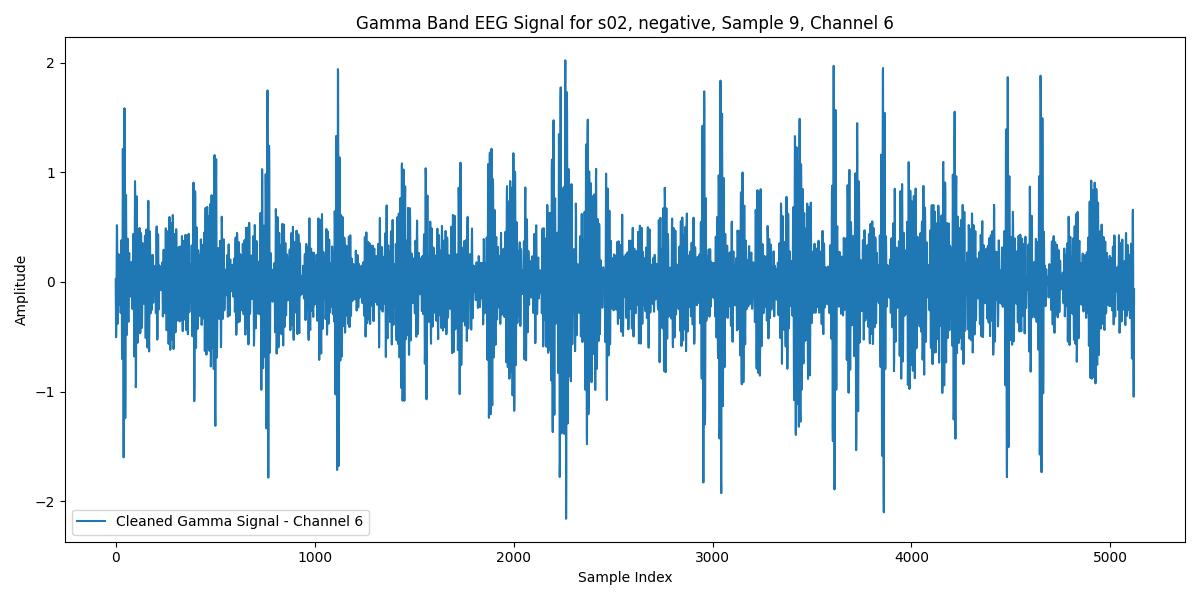 Gamma Band EEG Signal for s02, negative, Sample 9, Channel 6
Amplitude
2
1
0
−1
−2
Cleaned Gamma Signal - Channel 6
0 1000 2000 3000 4000 5000
Sample Index